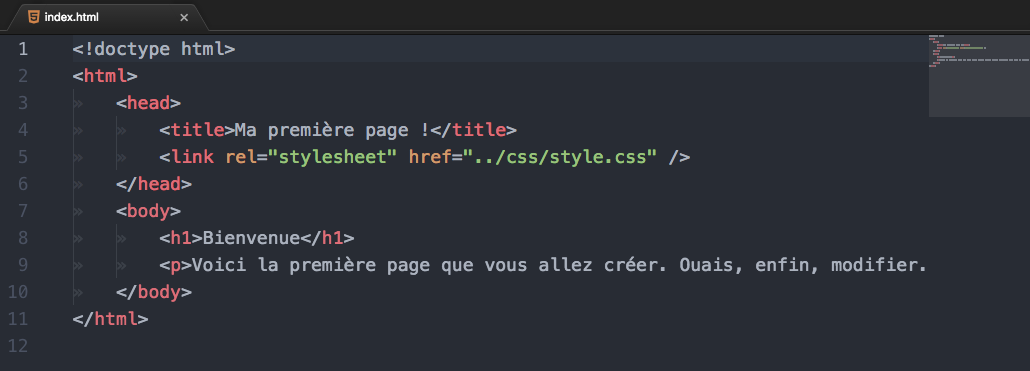 index.html
1 <!doctype html>
2 <html>
3 <head>
4 <title>Ma première page !</title>
5 <link rel="stylesheet" href="../css/style.css" />
6 </head>
7 <body>
8 <h1>Bienvenue</h1>
9 <p>Voici la première page que vous allez créer. Ouais, enfin, modifier.
10 </body>
11 </html>
12